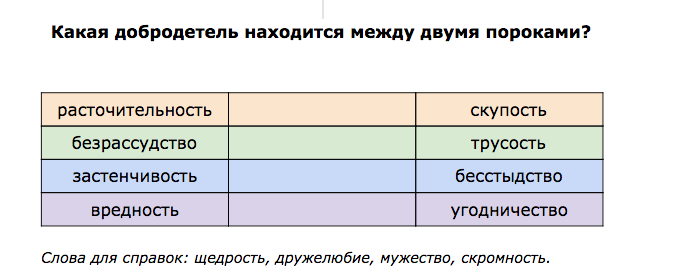 Какая добродетель находится между двумя пороками?
расточительность скупость
безрассудство трусость
застенчивость бесстыдство
вредность угодничество
Слова для справок: щедрость, дружелюбие, мужество, скромность.